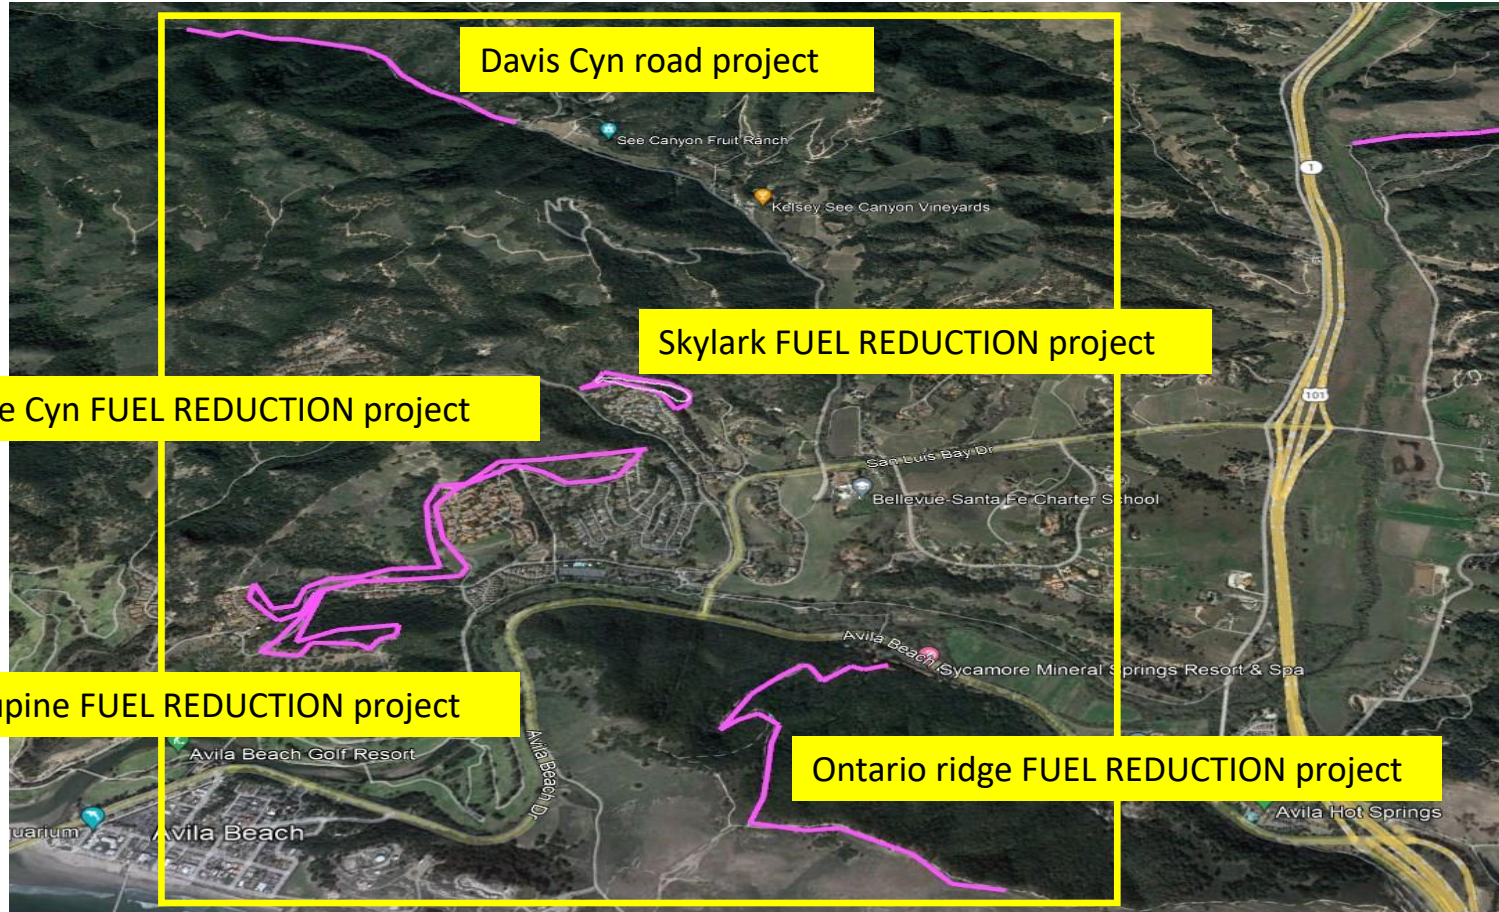 Davis Cyn road project
See Canyon Fruit Ranch
1
Kelsey See Canyon Vineyards
Skylark FUEL REDUCTION project
101
e Cyn FUEL REDUCTION project
San Luis Bay Dr
Bellevue-Santa Fe Charter School
Avila Beach
Sycamore Mineral Springs Resort & Spa
upine FUEL REDUCTION project
Avila Beach Golf Resort
Avila Beach Dr
Ontario ridge FUEL REDUCTION project
Avila Hot Springs
uarium
Avila Beach